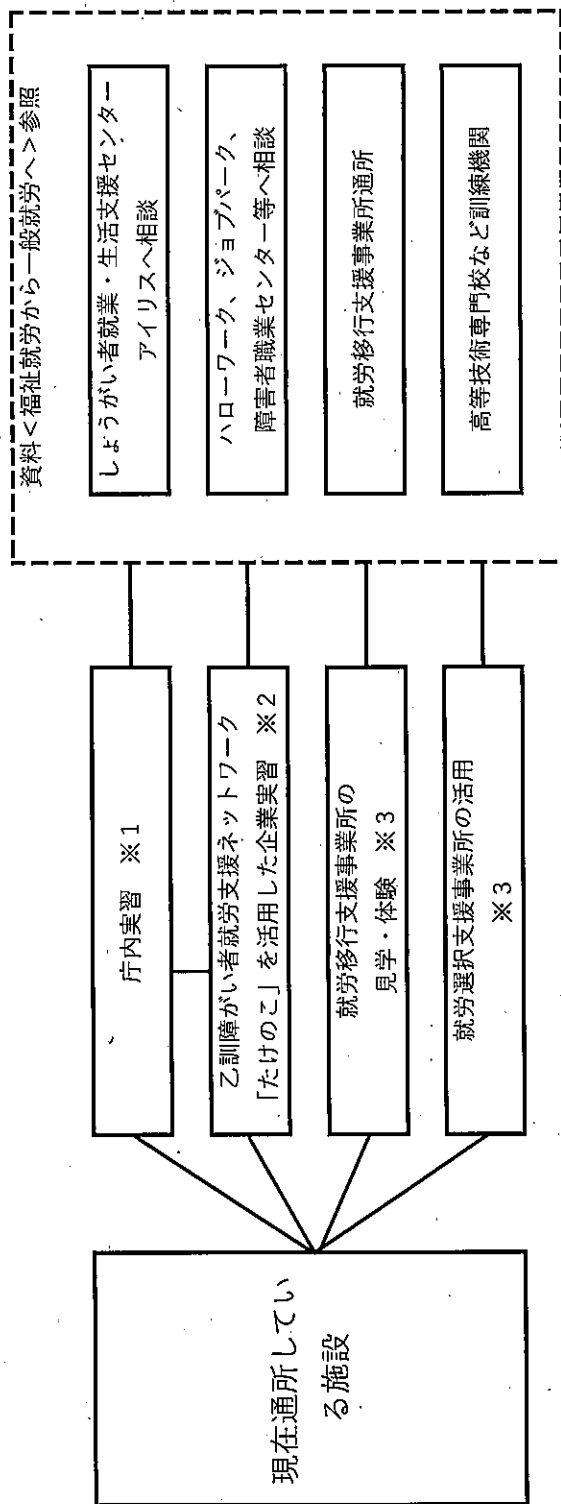 現在通所してい
る施設
庁内実習 ※1
乙訓障がい者就労支援ネットワーク
「たけのこ」を活用した企業実習 ※2
就労移行支援事業所の
見学・体験 ※3
就労選択支援事業所の活用
※3
資料<福祉就労から一般就労へ>参照
しょうがい者就業・生活支援センター
アイリスへ相談
ハローワーク、ジョブパーク、
障害者職業センター等へ相談
就労移行支援事業所通所
高等技術専門校など訓練機関